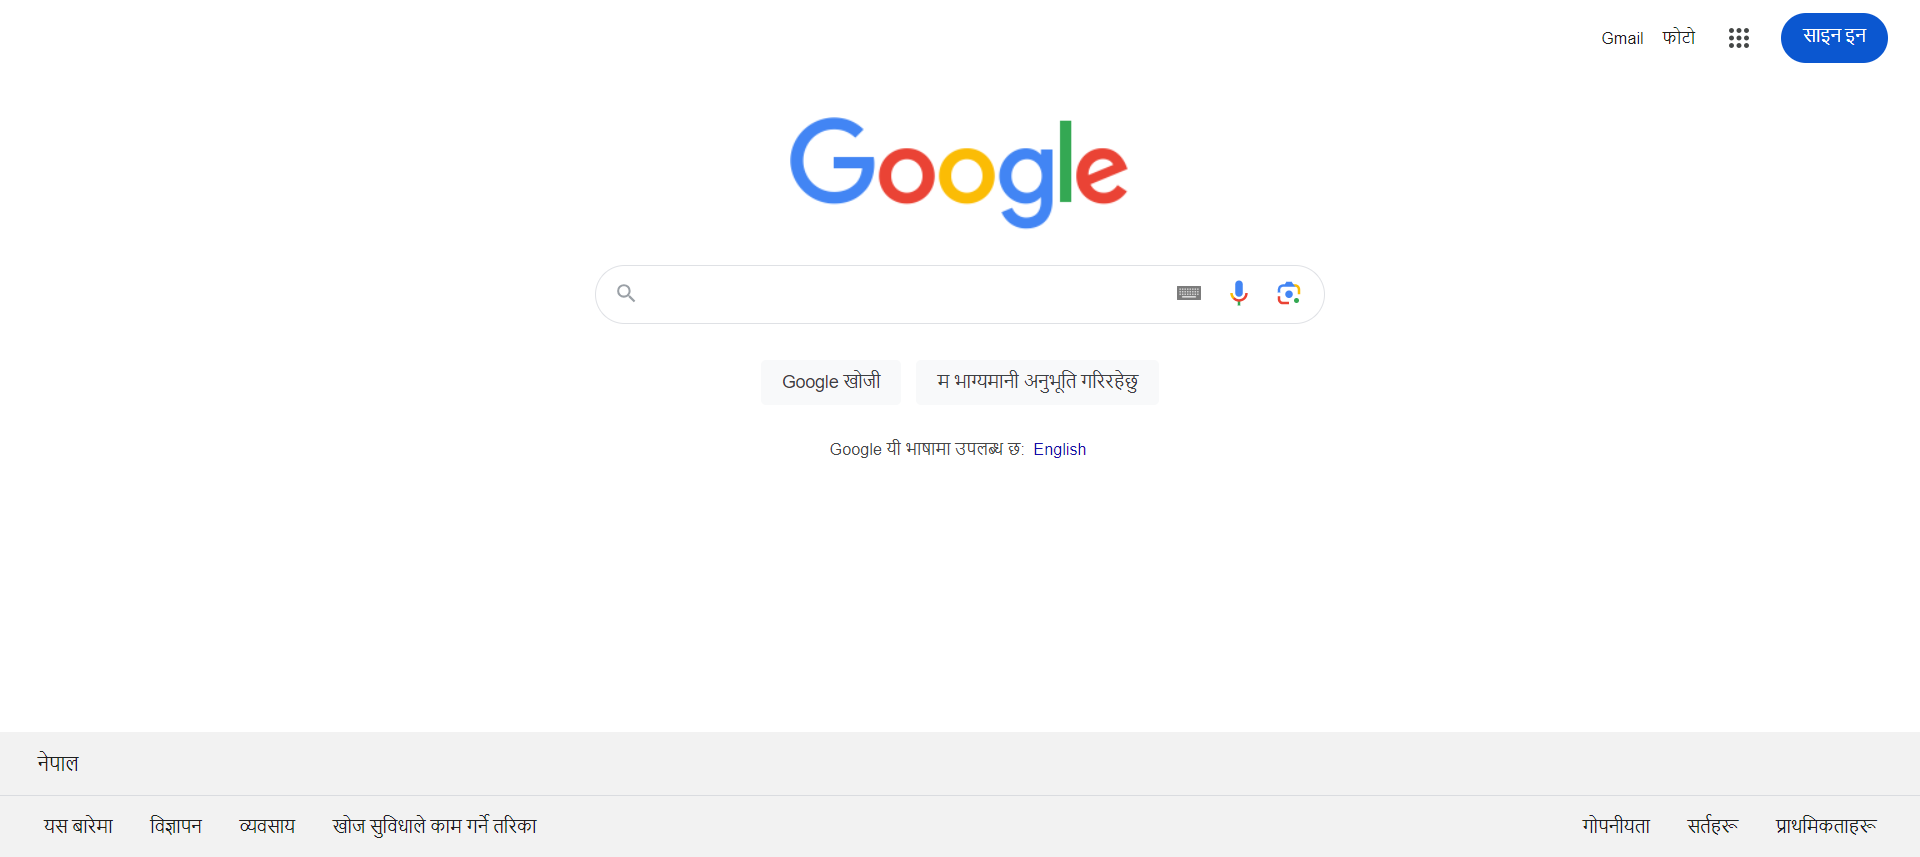 Gmail फोटो साइन इन
Google
Google खोजी म भाग्यमानी अनुभूति गरिरहेछु
Google यी भाषामा उपलब्ध छ: English
नेपाल
यस बारेमा विज्ञापन व्यवसाय खोज सुविधाले काम गर्ने तरिका गोपनीयता सर्तहरू प्राथमिकताहरू